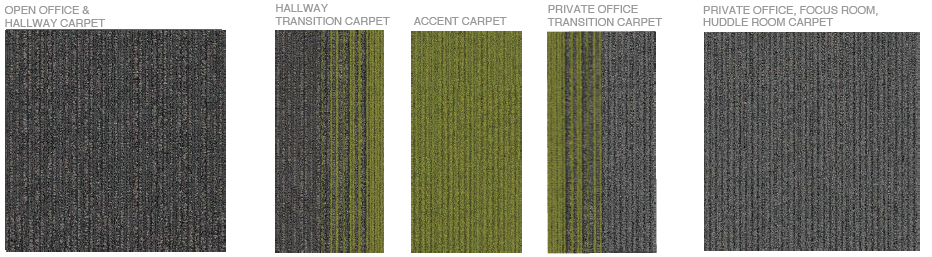 OPEN OFFICE &
HALLWAY CARPET
HALLWAY
TRANSITION CARPET
ACCENT CARPET
PRIVATE OFFICE
TRANSITION CARPET
PRIVATE OFFICE, FOCUS ROOM,
HUDDLE ROOM CARPET